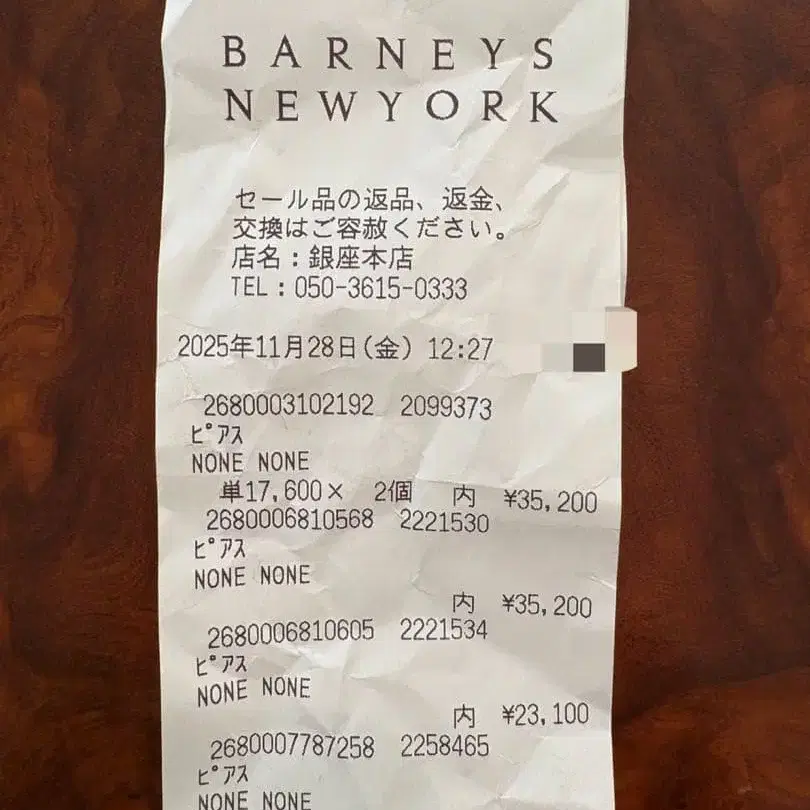 BARNEYS
NEWYORK
セール品の返品、返金、
交換はご容赦ください。
店名：銀座本店
TEL：050-3615-0333
2025年11月28日(金) 12:27
2680003102192 2099373
ﾋﾟｱｽ
NONE NONE
単17,600× 2個 内 ¥35,200
2680006810568 2221530
ﾋﾟｱｽ
NONE NONE
内 ¥35,200
2680006810605 2221534
ﾋﾟｱｽ
NONE NONE
内 ¥23,100
2680007787258 2258465
ﾋﾟｱｽ
NONE NONE